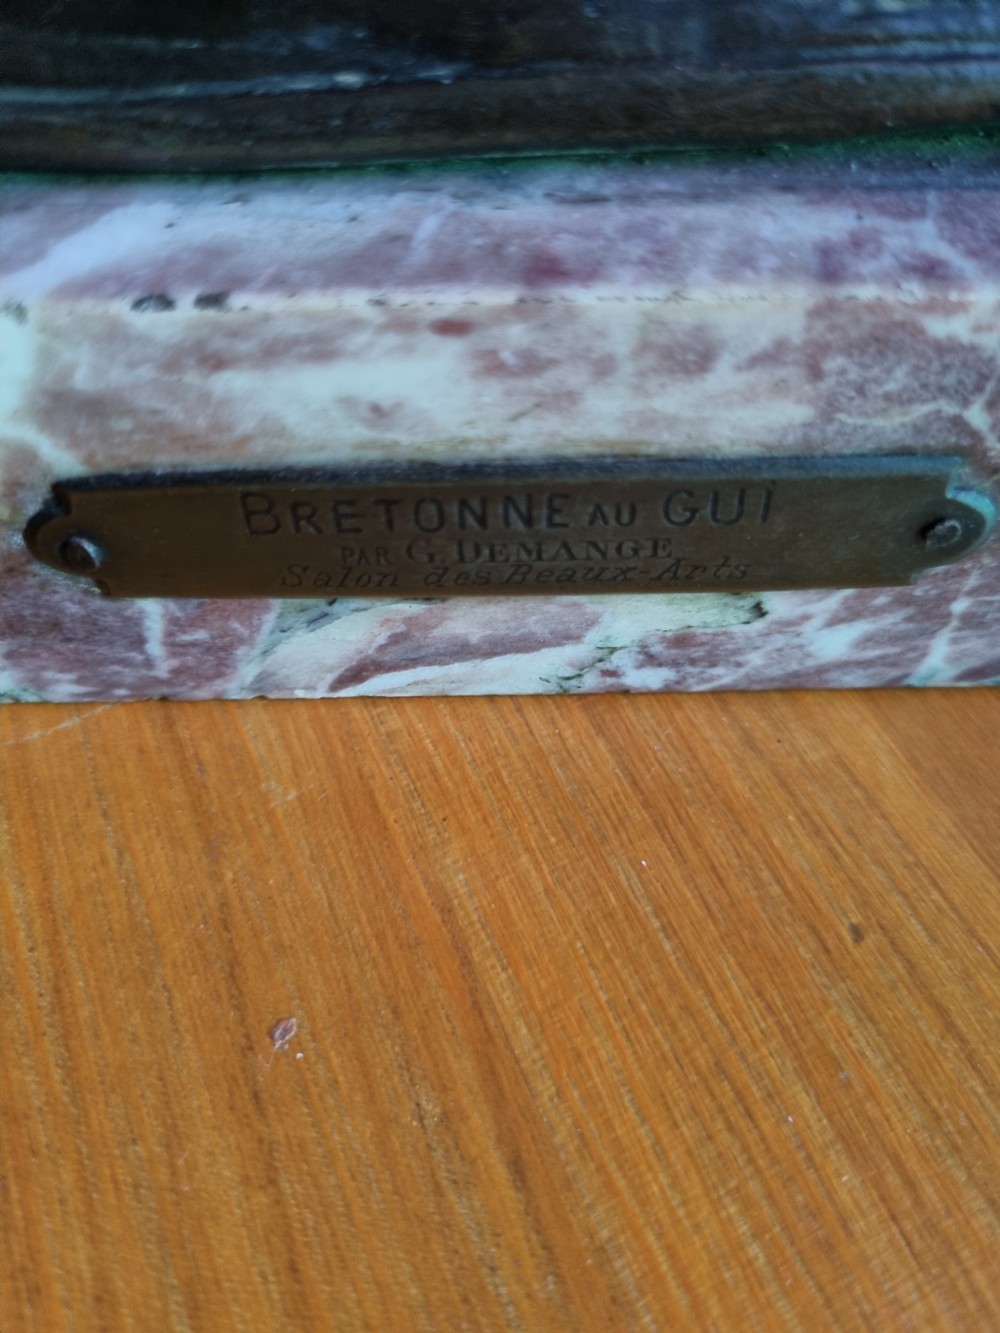 BRETONNE AU GUI
PAR G. DEMANGE
Salon des Beaux-Arts